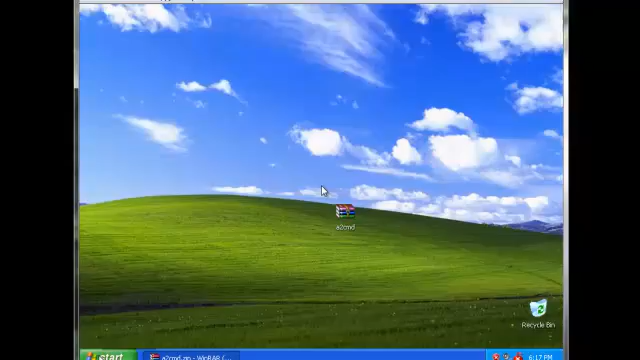 a2cmd
Recycle Bin
start
a2cmd.zip - WinRAR (...
6:17 PM